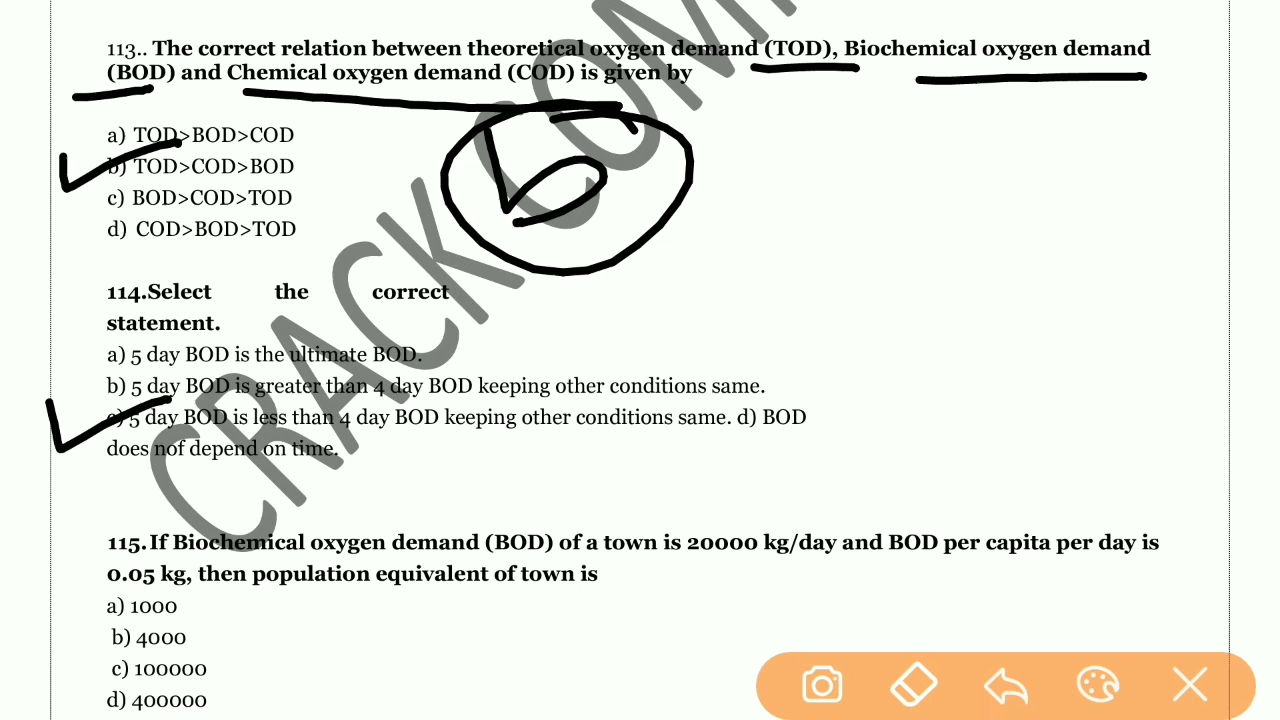 113.. The correct relation between theoretical oxygen demand (TOD), Biochemical oxygen demand
(BOD) and Chemical oxygen demand (COD) is given by
a) TOD>BOD>COD
b) TOD>COD>BOD
c) BOD>COD>TOD
d) COD>BOD>TOD
b
114.Select the correct
statement.
a) 5 day BOD is the ultimate BOD.
b) 5 day BOD is greater than 4 day BOD keeping other conditions same.
c) 5 day BOD is less than 4 day BOD keeping other conditions same. d) BOD
does nof depend on time.
115. If Biochemical oxygen demand (BOD) of a town is 20000 kg/day and BOD per capita per day is
0.05 kg, then population equivalent of town is
a) 1000
b) 4000
c) 100000
d) 400000
CRACK COM